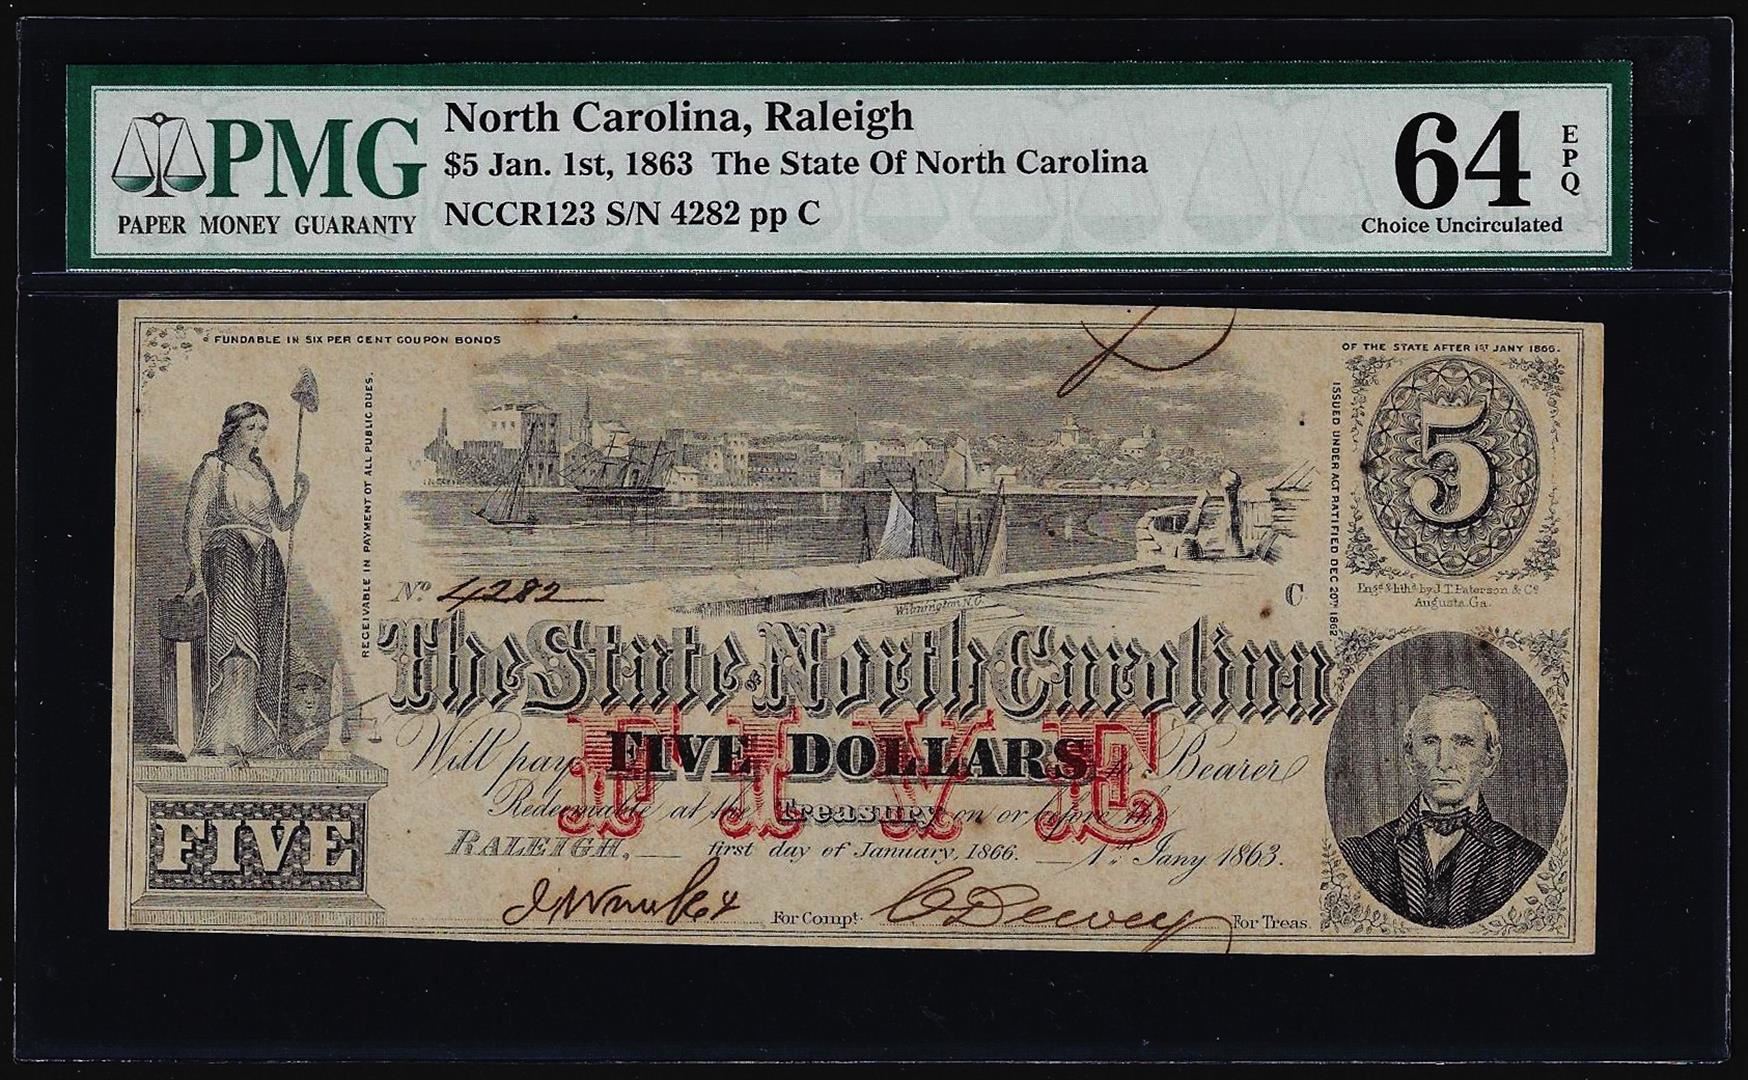 PMG
PAPER MONEY GUARANTY
North Carolina, Raleigh
$5 Jan. 1st, 1863 The State Of North Carolina
NCCR123 S/N 4282 pp C
64
EPQ
Choice Uncirculated
FUNDABLE IN SIX PER CENT COUPON BONDS
OF THE STATE AFTER 1ST JANY 1866.
RECEIVABLE IN PAYMENT OF ALL PUBLIC DUES.
ISSUED UNDER ACT RATIFIED DEC. 20TH 1862
5
No 4282
C
Wilmington N.C.
Engd & lithd by J.T. Paterson & Co
Augusta, Ga.
The State OF North Carolina
FIVE
Will pay FIVE DOLLARS to Bearer
Redeemable at the Treasury on or before the
RALEIGH, first day of January, 1866. 1st Jany 1863.
FIVE
For Compt.
C Dewey
For Treas.